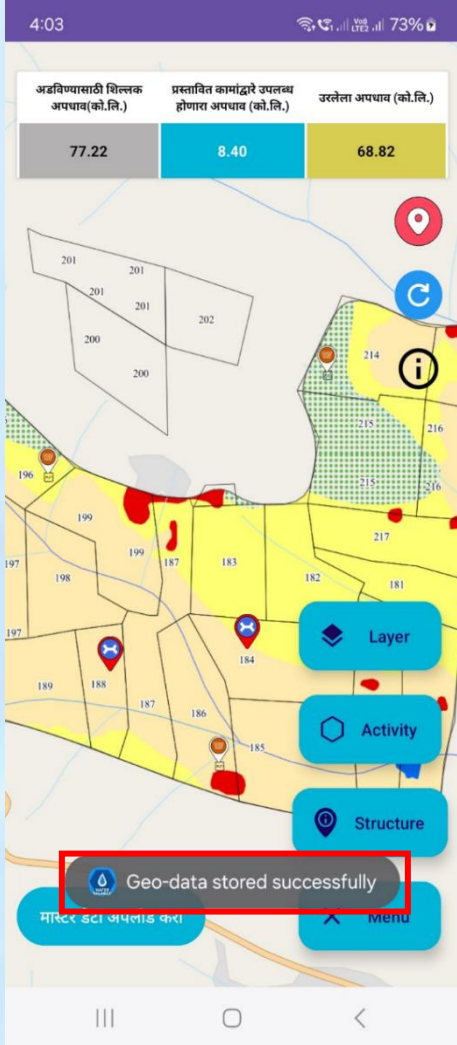 4:03
Vo))
LTE2
73%
अडविण्यासाठी शिल्लक
अपधाव(को.लि.)
प्रस्तावित कामांद्वारे उपलब्ध
होणारा अपधाव (को.लि.)
उरलेला अपधाव (को.लि.)
77.22
8.40
68.82
201
201
201
201
202
200
200
214
215
216
196
215
216
199
217
199
187
183
197
198
182
181
197
184
Layer
189
188
187
186
Activity
185
Structure
Geo-data stored successfully
मास्टर डेटा अपलोड करा
Menu